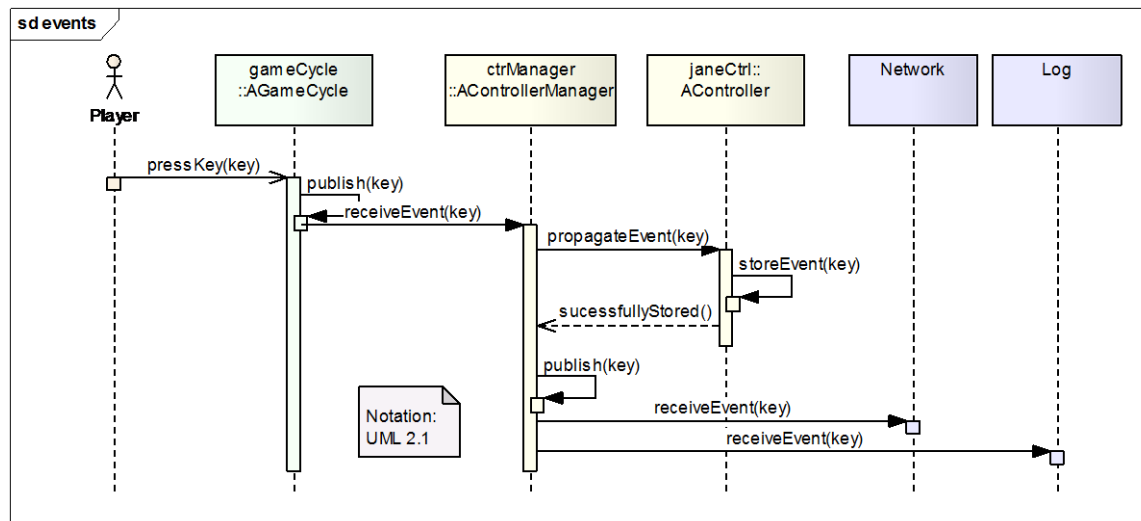 sd events
Player
gameCycle
::AGameCycle
ctrManager
::AControllerManager
janeCtrl::
AController
Network
Log
pressKey(key)
publish(key)
receiveEvent(key)
propagateEvent(key)
storeEvent(key)
sucessfullyStored()
publish(key)
receiveEvent(key)
receiveEvent(key)
Notation:
UML 2.1